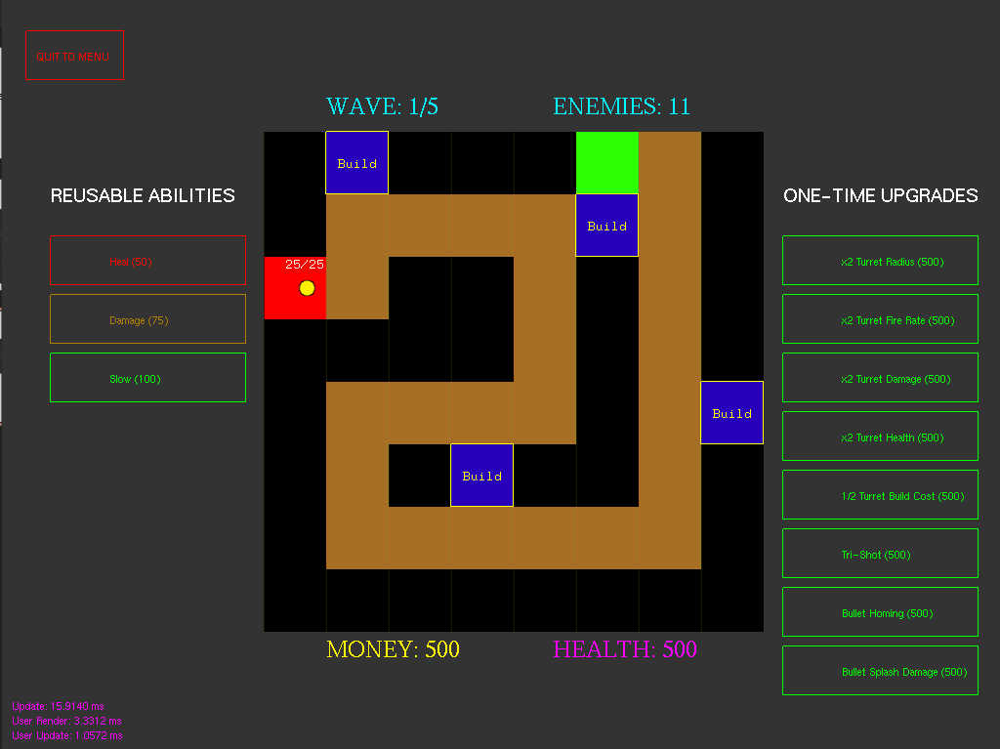 QUIT TO MENU
WAVE: 1/5
ENEMIES: 11
REUSABLE ABILITIES
Heal (50)
Damage (75)
Slow (100)
Build
Build
25/25
Build
Build
ONE-TIME UPGRADES
x2 Turret Radius (500)
x2 Turret Fire Rate (500)
x2 Turret Damage (500)
x2 Turret Health (500)
1/2 Turret Build Cost (500)
Tri-Shot (500)
Bullet Homing (500)
Bullet Splash Damage (500)
MONEY: 500
HEALTH: 500
Update: 15.9140 ms
User Render: 3.3312 ms
User Update: 1.0572 ms